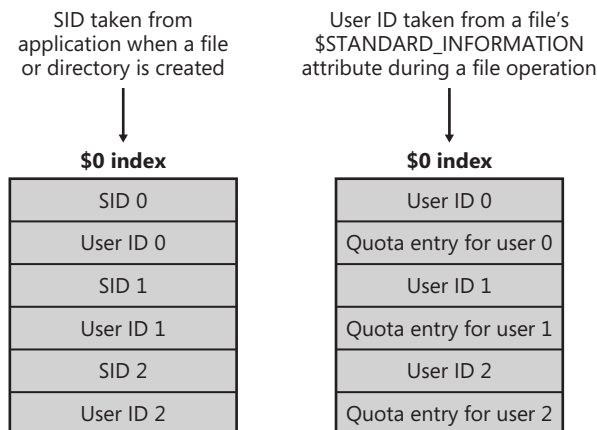 SID taken from
application when a file
or directory is created
$0 index
SID 0
User ID 0
SID 1
User ID 1
SID 2
User ID 2
User ID taken from a file's
$STANDARD_INFORMATION
attribute during a file operation
$0 index
User ID 0
Quota entry for user 0
User ID 1
Quota entry for user 1
User ID 2
Quota entry for user 2